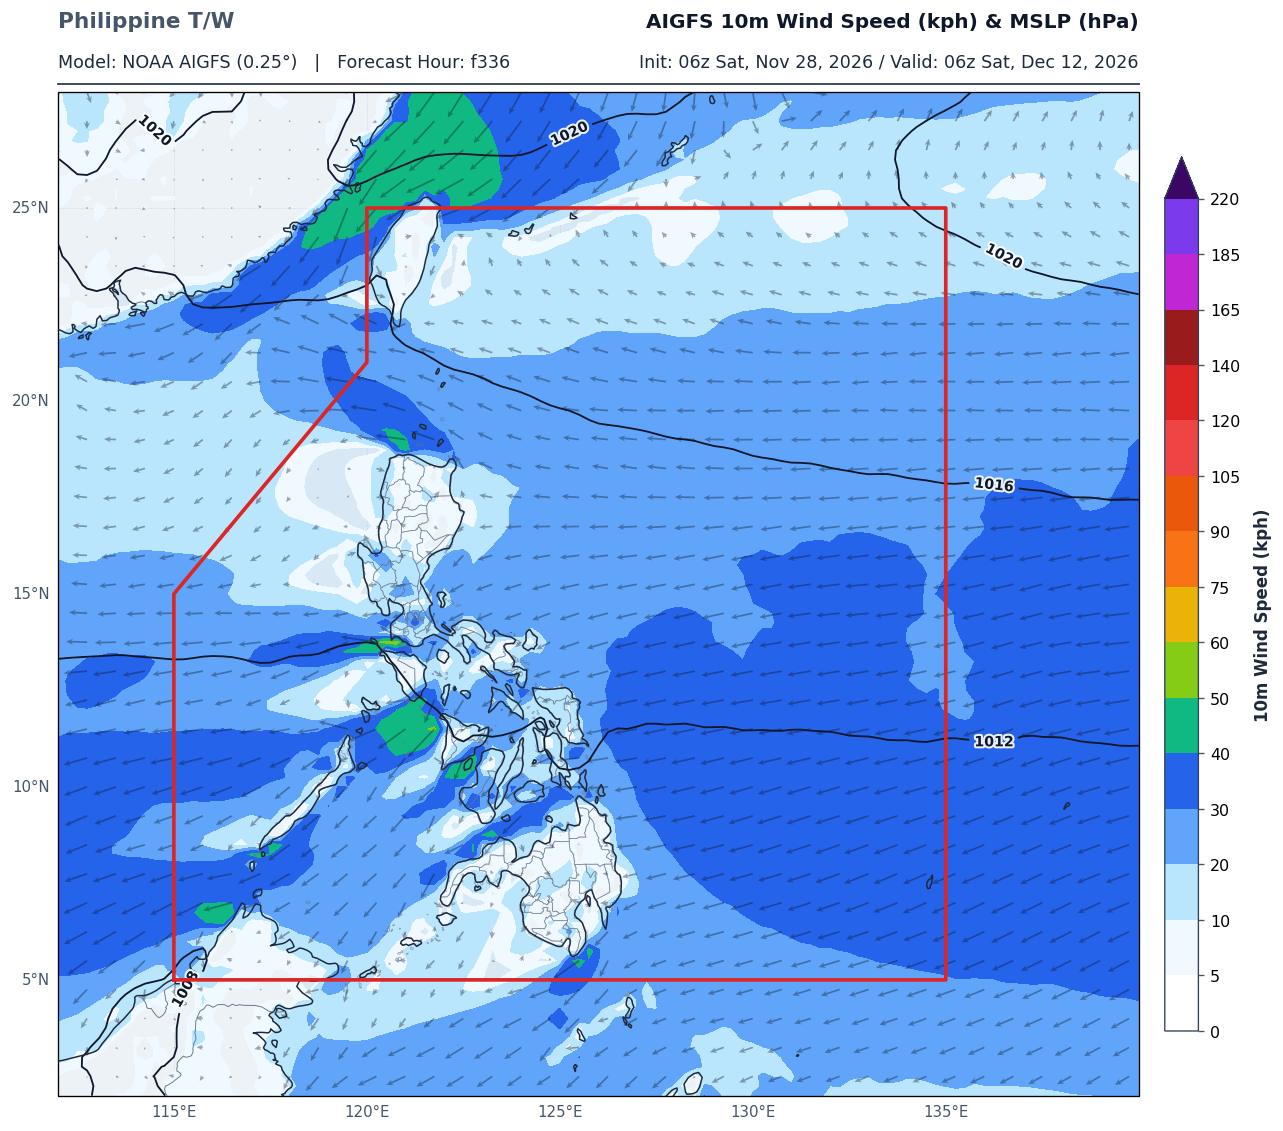 Philippine T/W
AIGFS 10m Wind Speed (kph) & MSLP (hPa)
Model: NOAA AIGFS (0.25°) | Forecast Hour: f336
Init: 06z Sat, Nov 28, 2026 / Valid: 06z Sat, Dec 12, 2026
1020
1020
1020
1016
1012
1008
25°N
20°N
15°N
10°N
5°N
115°E
120°E
125°E
130°E
135°E
220
185
165
140
120
105
90
75
60
50
40
30
20
10
5
0
10m Wind Speed (kph)